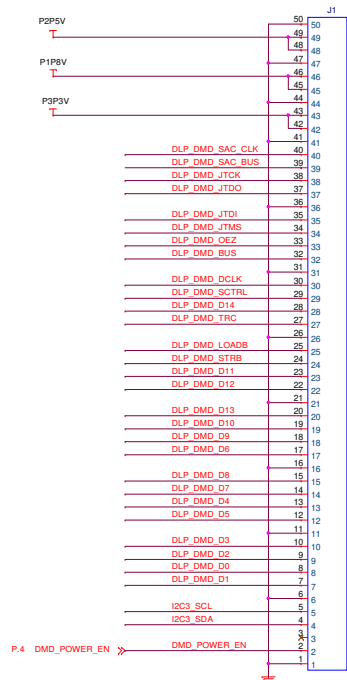 J1
50 50
P2P5V 49 49
48 48
47 47
P1P8V 46 46
45 45
44 44
P3P3V 43 43
42 42
41 41
DLP_DMD_SAC_CLK 40 40
DLP_DMD_SAC_BUS 39 39
DLP_DMD_JTCK 38 38
DLP_DMD_JTDO 37 37
36 36
DLP_DMD_JTDI 35 35
DLP_DMD_JTMS 34 34
DLP_DMD_OEZ 33 33
DLP_DMD_BUS 32 32
31 31
DLP_DMD_DCLK 30 30
DLP_DMD_SCTRL 29 29
DLP_DMD_D14 28 28
DLP_DMD_TRC 27 27
26 26
DLP_DMD_LOADB 25 25
DLP_DMD_STRB 24 24
DLP_DMD_D11 23 23
DLP_DMD_D12 22 22
21 21
DLP_DMD_D13 20 20
DLP_DMD_D10 19 19
DLP_DMD_D9 18 18
DLP_DMD_D6 17 17
16 16
DLP_DMD_D8 15 15
DLP_DMD_D7 14 14
DLP_DMD_D4 13 13
DLP_DMD_D5 12 12
11 11
DLP_DMD_D3 10 10
DLP_DMD_D2 9 9
DLP_DMD_D0 8 8
DLP_DMD_D1 7 7
6 6
I2C3_SCL 5 5
I2C3_SDA 4 4
3 3
P.4 DMD_POWER_EN DMD_POWER_EN 2 2
1 1